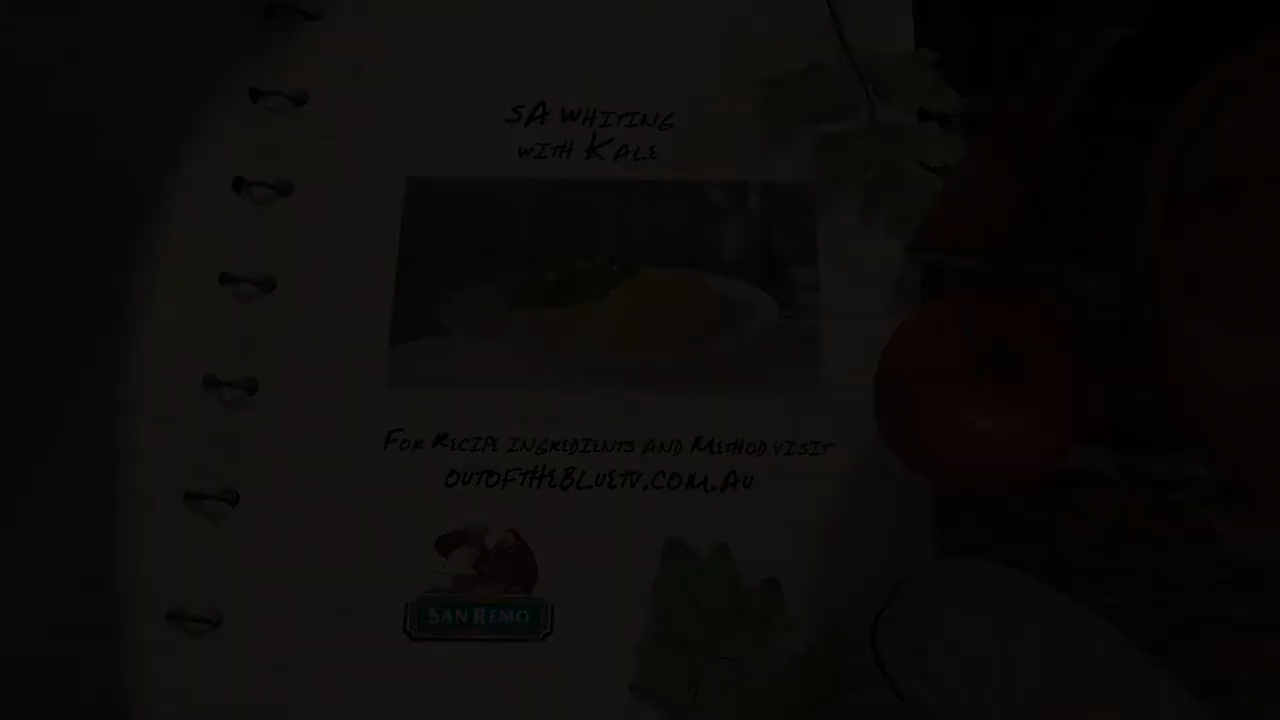 SA WHITING
WITH KALE
FOR RECIPE INGREDIENTS AND METHOD VISIT
OUTOFTHEBLUETV.COM.AU
SAN REMO